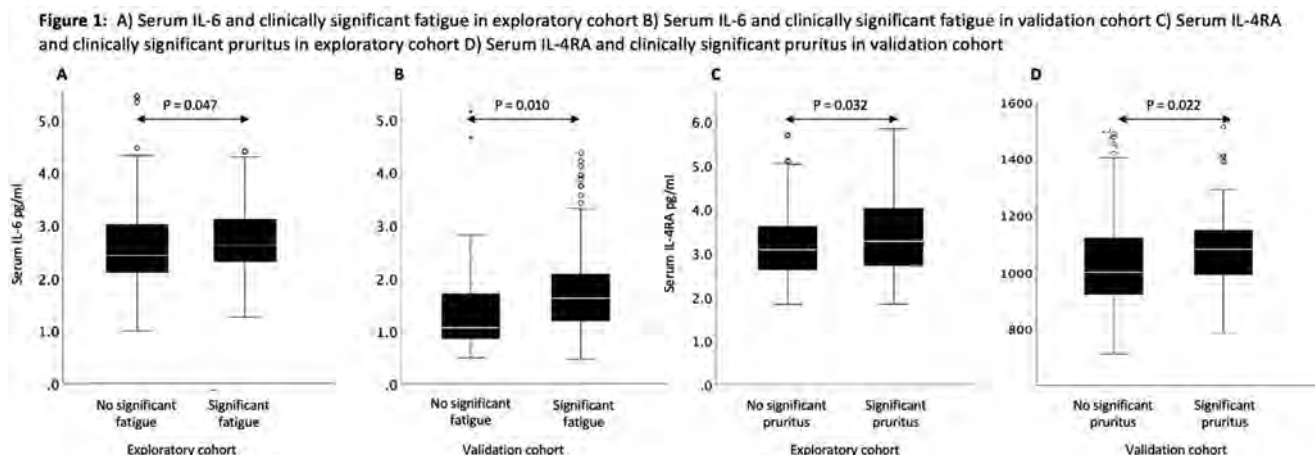 Figure 1: A) Serum IL-6 and clinically significant fatigue in exploratory cohort B) Serum IL-6 and clinically significant fatigue in validation cohort C) Serum IL-4RA
and clinically significant pruritus in exploratory cohort D) Serum IL-4RA and clinically significant pruritus in validation cohort
A
P = 0.047
Serum IL-6 pg/ml
5.0
4.0
3.0
2.0
1.0
.0
No significant fatigue
Significant fatigue
Exploratory cohort
B
P = 0.010
5.0
4.0
3.0
2.0
1.0
.0
No significant fatigue
Significant fatigue
Validation cohort
C
P = 0.032
Serum IL-4RA pg/ml
6.0
5.0
4.0
3.0
2.0
.0
No significant pruritus
Significant pruritus
Exploratory cohort
D
P = 0.022
1600
1400
1200
1000
800
No significant pruritus
Significant pruritus
Validation cohort